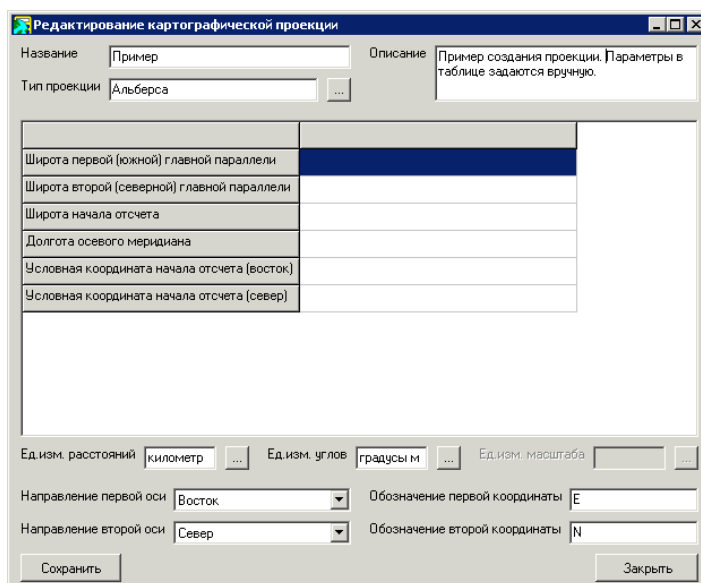 Редактирование картографической проекции
Название Пример
Описание Пример создания проекции. Параметры в
таблице задаются вручную.
Тип проекции Альберса ...
Широта первой (южной) главной параллели
Широта второй (северной) главной параллели
Широта начала отсчета
Долгота осевого меридиана
Условная координата начала отсчета (восток)
Условная координата начала отсчета (север)
Ед.изм. расстояний километр ... Ед.изм. углов градусы м ... Ед.изм. масштаба ...
Направление первой оси Восток Обозначение первой координаты E
Направление второй оси Север Обозначение второй координаты N
Сохранить Закрыть